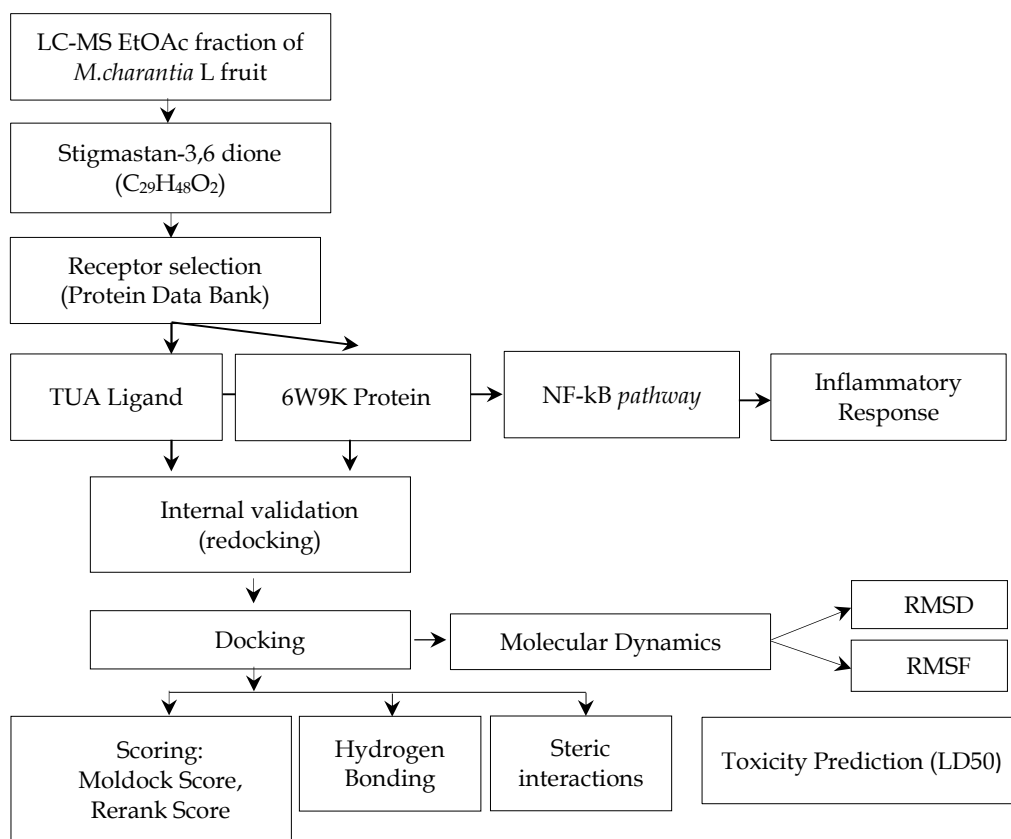 LC-MS EtOAc fraction of
M.charantia L fruit
Stigmastan-3,6 dione
(C₂₉H₄₈O₂)
Receptor selection
(Protein Data Bank)
TUA Ligand
6W9K Protein
NF-kB pathway
Inflammatory
Response
Internal validation
(redocking)
Docking
Molecular Dynamics
RMSD
RMSF
Scoring:
Moldock Score,
Rerank Score
Hydrogen
Bonding
Steric
interactions
Toxicity Prediction (LD50)